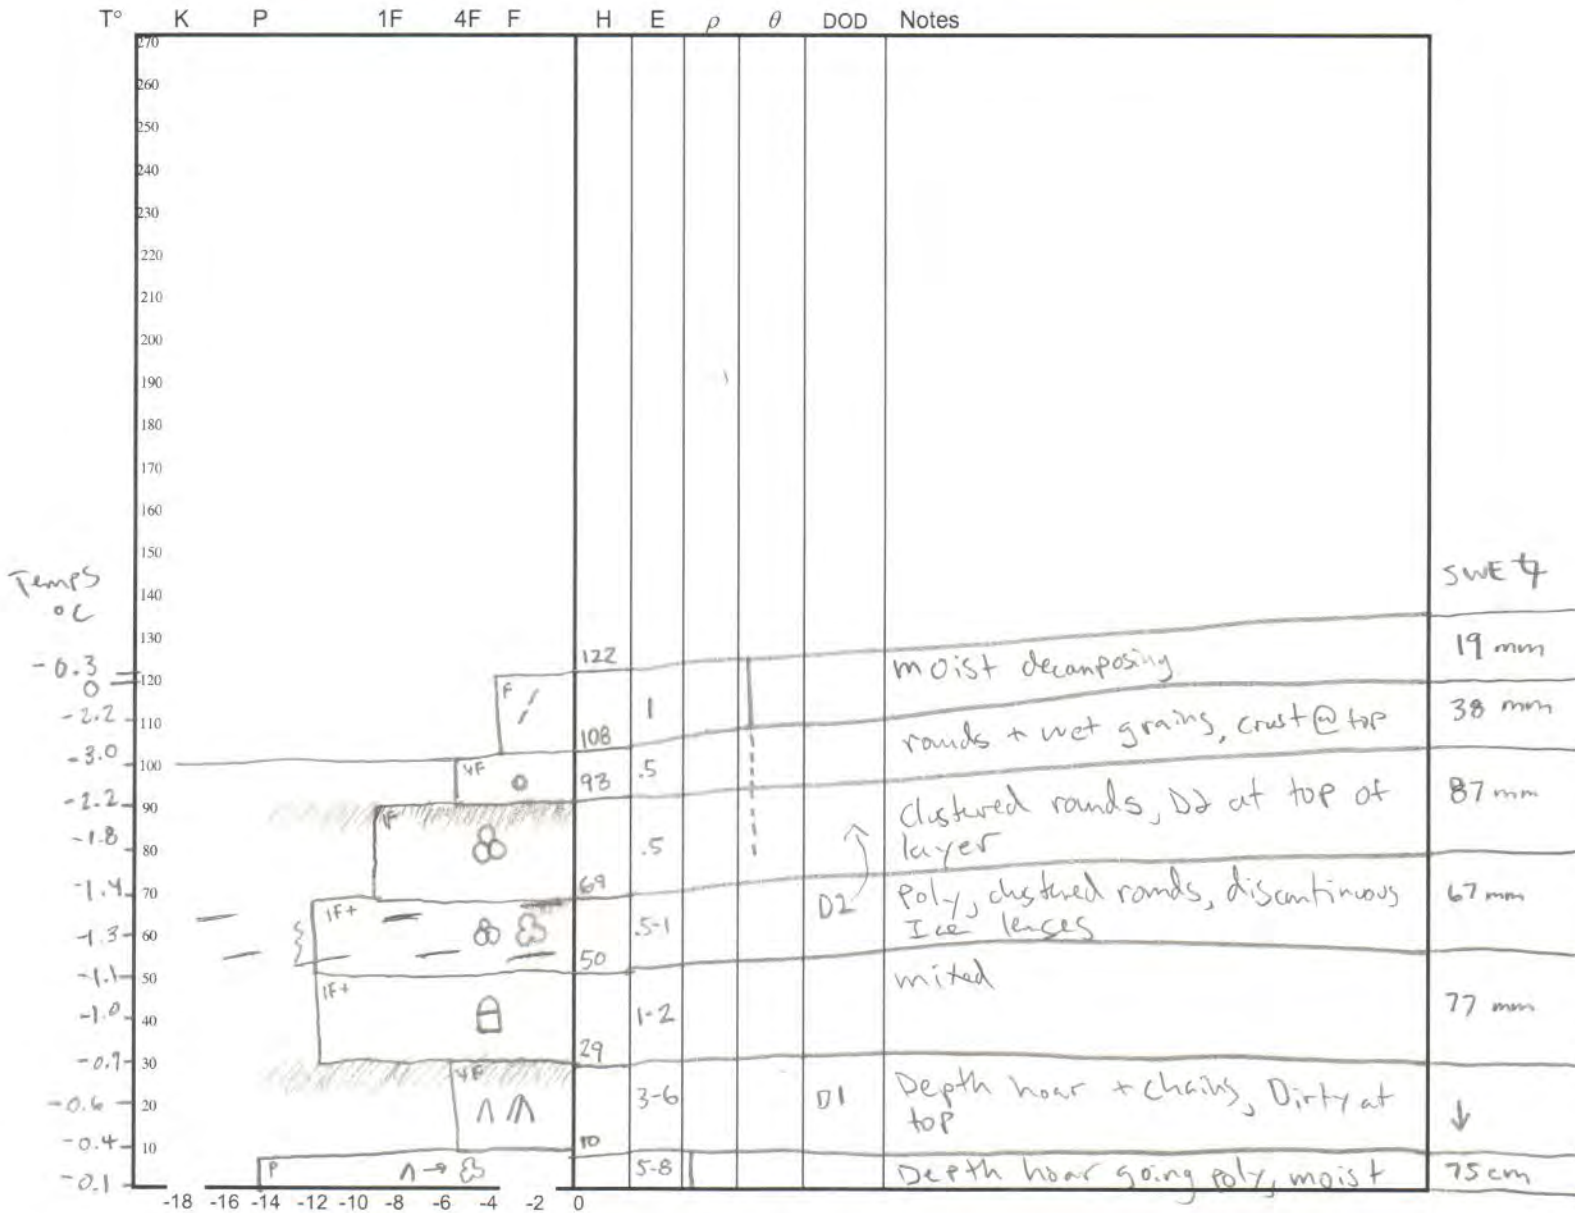 T° K P 1F 4F F H E ρ θ DOD Notes
270
260
250
240
230
220
210
200
190
180
170
160
150
140
130
120
110
100
90
80
70
60
50
40
30
20
10
Temps
°C
-0.3
0
-2.2
-3.0
-2.2
-1.8
-1.4
-1.3
-1.1
-1.0
-0.7
-0.6
-0.4
-0.1
SWE
122
F
1
moist decomposing
19 mm
108
4F
.5
rounds + wet grains, crust @ top
38 mm
93
1F
.5
Clustered rounds, D2 at top of
layer
87 mm
69
1F+
.5-1
D2
Poly, clustered rounds, discontinuous
Ice lenses
67 mm
50
1F+
1-2
mixed
77 mm
29
4F
3-6
D1
Depth hoar + chains, Dirty at
top
↓
10
P
5-8
Depth hoar going poly, moist
75 cm
-18 -16 -14 -12 -10 -8 -6 -4 -2 0